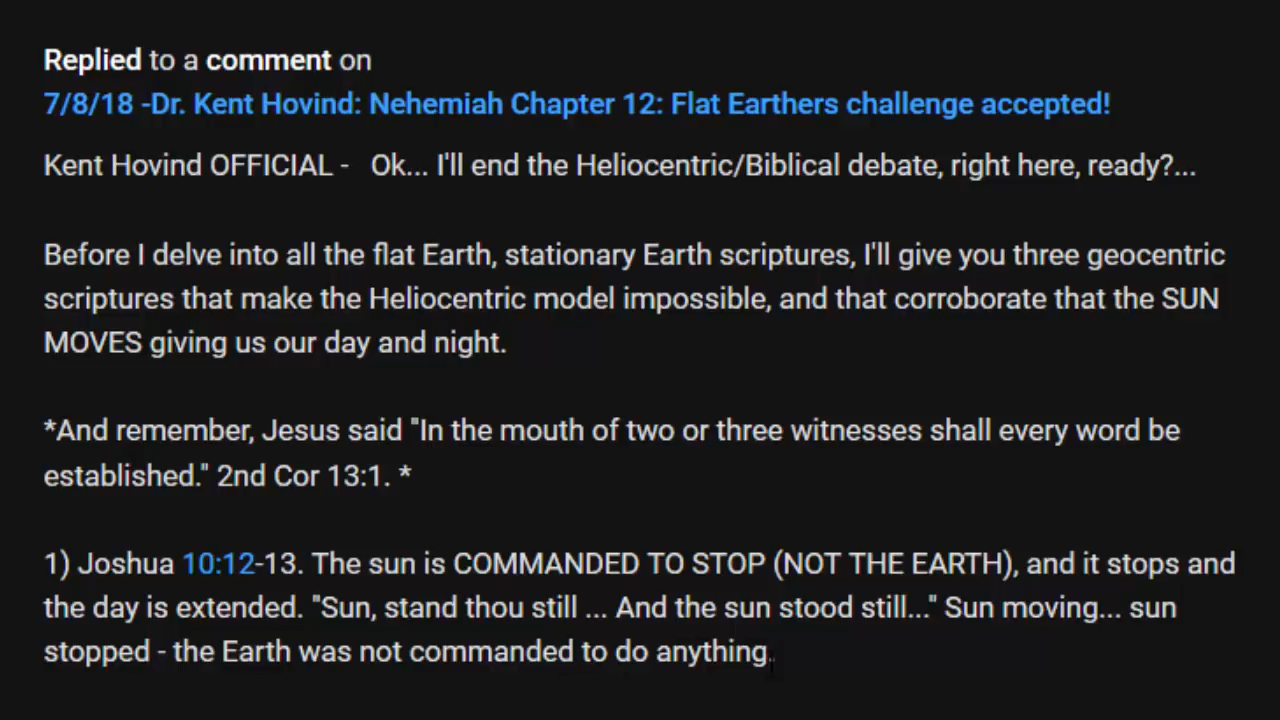 Replied to a comment on
7/8/18 -Dr. Kent Hovind: Nehemiah Chapter 12: Flat Earthers challenge accepted!
Kent Hovind OFFICIAL - Ok... I'll end the Heliocentric/Biblical debate, right here, ready?...
Before I delve into all the flat Earth, stationary Earth scriptures, I'll give you three geocentric
scriptures that make the Heliocentric model impossible, and that corroborate that the SUN
MOVES giving us our day and night.
*And remember, Jesus said "In the mouth of two or three witnesses shall every word be
established." 2nd Cor 13:1. *
1) Joshua 10:12-13. The sun is COMMANDED TO STOP (NOT THE EARTH), and it stops and
the day is extended. "Sun, stand thou still ... And the sun stood still..." Sun moving... sun
stopped - the Earth was not commanded to do anything.